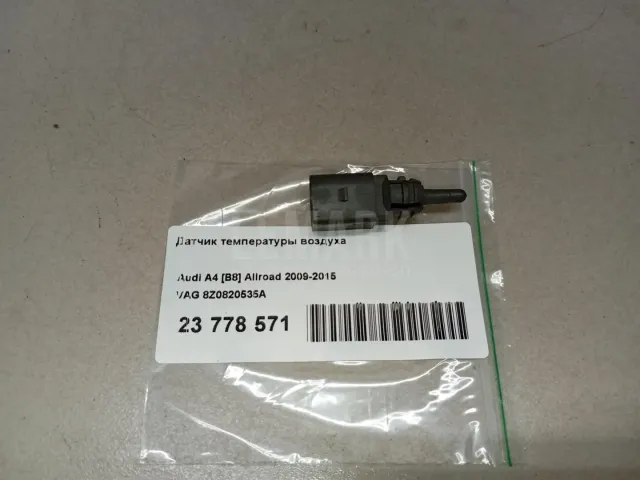 Датчик температуры воздуха
Audi A4 [B8] Allroad 2009-2015
VAG 8Z0820535A
23 778 571